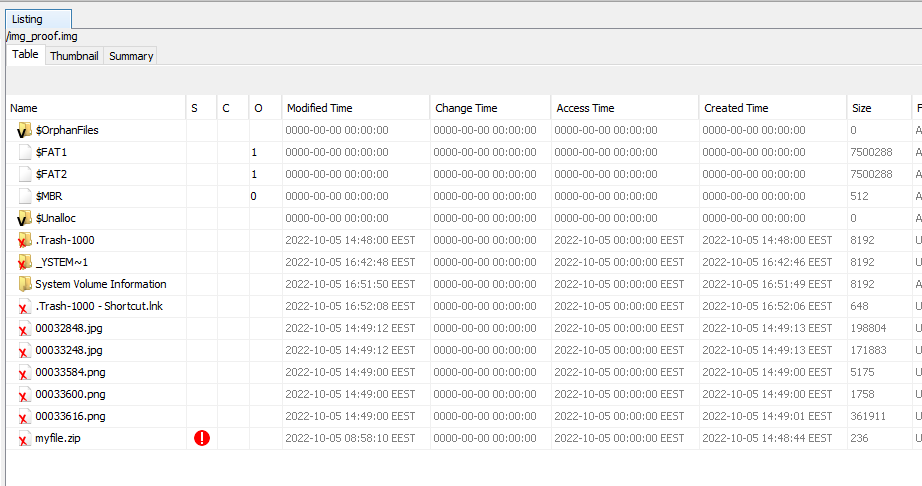 Listing
/img_proof.img
Table Thumbnail Summary
Name S C O Modified Time Change Time Access Time Created Time Size F
$OrphanFiles 0000-00-00 00:00:00 0000-00-00 00:00:00 0000-00-00 00:00:00 0000-00-00 00:00:00 0 A
$FAT1 1 0000-00-00 00:00:00 0000-00-00 00:00:00 0000-00-00 00:00:00 0000-00-00 00:00:00 7500288 A
$FAT2 1 0000-00-00 00:00:00 0000-00-00 00:00:00 0000-00-00 00:00:00 0000-00-00 00:00:00 7500288 A
$MBR 0 0000-00-00 00:00:00 0000-00-00 00:00:00 0000-00-00 00:00:00 0000-00-00 00:00:00 512 A
$Unalloc 0000-00-00 00:00:00 0000-00-00 00:00:00 0000-00-00 00:00:00 0000-00-00 00:00:00 0 A
.Trash-1000 2022-10-05 14:48:00 EEST 0000-00-00 00:00:00 2022-10-05 00:00:00 EEST 2022-10-05 14:48:00 EEST 8192 U
_YSTEM~1 2022-10-05 16:42:48 EEST 0000-00-00 00:00:00 2022-10-05 00:00:00 EEST 2022-10-05 16:42:46 EEST 8192 U
System Volume Information 2022-10-05 16:51:50 EEST 0000-00-00 00:00:00 2022-10-05 00:00:00 EEST 2022-10-05 16:51:49 EEST 8192 A
.Trash-1000 - Shortcut.lnk 2022-10-05 16:52:08 EEST 0000-00-00 00:00:00 2022-10-05 00:00:00 EEST 2022-10-05 16:52:06 EEST 648 U
00032848.jpg 2022-10-05 14:49:12 EEST 0000-00-00 00:00:00 2022-10-05 00:00:00 EEST 2022-10-05 14:49:13 EEST 198804 U
00033248.jpg 2022-10-05 14:49:12 EEST 0000-00-00 00:00:00 2022-10-05 00:00:00 EEST 2022-10-05 14:49:13 EEST 171883 U
00033584.png 2022-10-05 14:49:00 EEST 0000-00-00 00:00:00 2022-10-05 00:00:00 EEST 2022-10-05 14:49:00 EEST 5175 U
00033600.png 2022-10-05 14:49:00 EEST 0000-00-00 00:00:00 2022-10-05 00:00:00 EEST 2022-10-05 14:49:00 EEST 1758 U
00033616.png 2022-10-05 14:49:00 EEST 0000-00-00 00:00:00 2022-10-05 00:00:00 EEST 2022-10-05 14:49:01 EEST 361911 U
myfile.zip 2022-10-05 08:58:10 EEST 0000-00-00 00:00:00 2022-10-05 00:00:00 EEST 2022-10-05 14:48:44 EEST 236 U